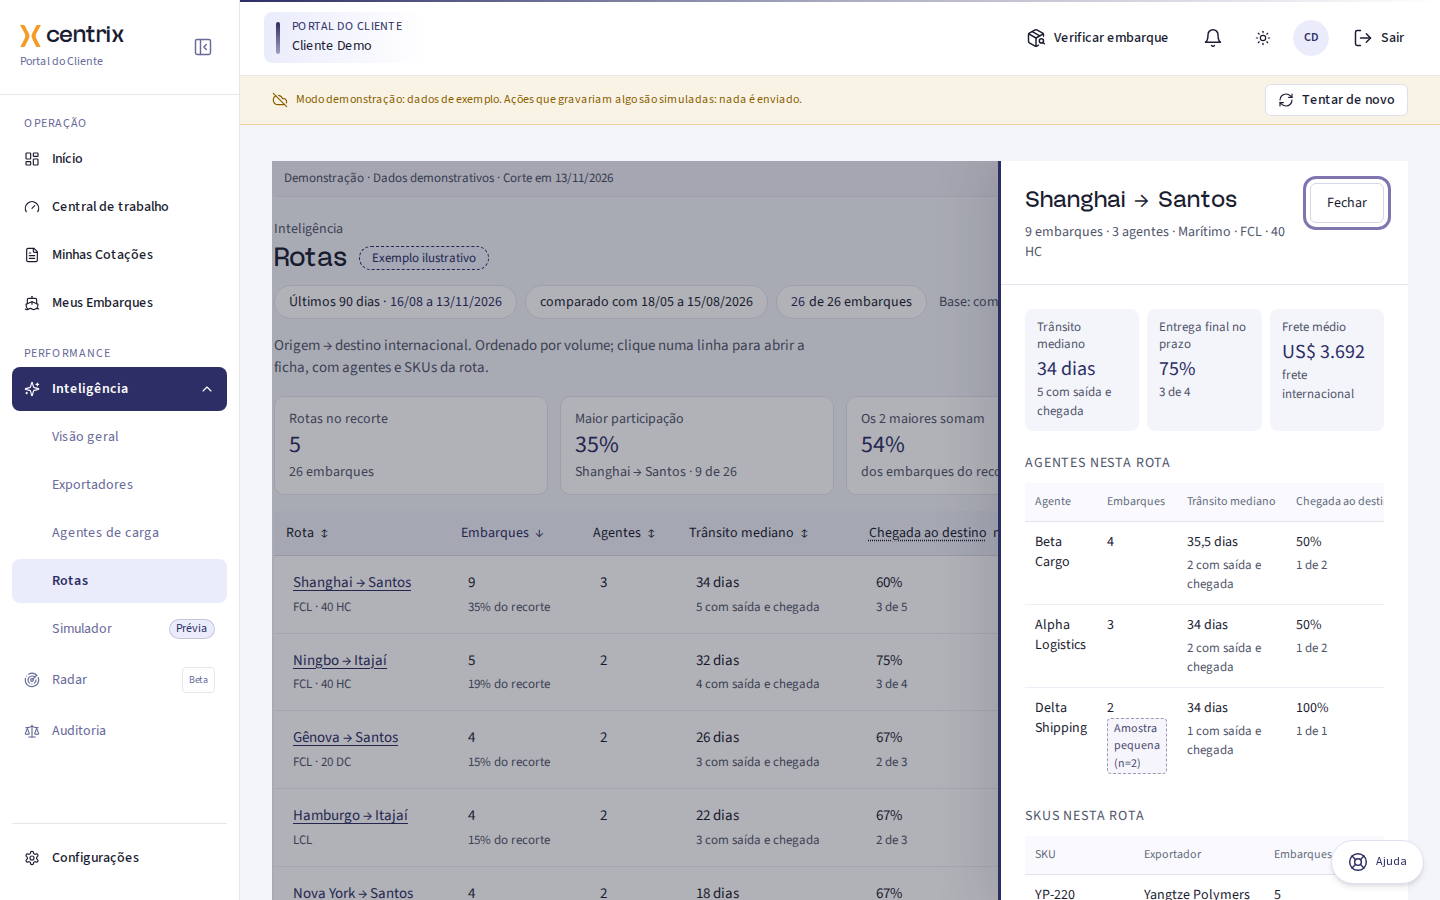 centrix
Portal do Cliente
OPERAÇÃO
Início
Central de trabalho
Minhas Cotações
Meus Embarques
PERFORMANCE
Inteligência
Visão geral
Exportadores
Agentes de carga
Rotas
Simulador Prévia
Radar Beta
Auditoria
Configurações
PORTAL DO CLIENTE
Cliente Demo
Verificar embarque
CD
Sair
Modo demonstração: dados de exemplo. Ações que gravariam algo são simuladas: nada é enviado.
Tentar de novo
Demonstração · Dados demonstrativos · Corte em 13/11/2026
Inteligência
Rotas Exemplo ilustrativo
Últimos 90 dias · 16/08 a 13/11/2026 comparado com 18/05 a 15/08/2026 26 de 26 embarques Base: com
Origem → destino internacional. Ordenado por volume; clique numa linha para abrir a
ficha, com agentes e SKUs da rota.
Rotas no recorte
5
26 embarques
Maior participação
35%
Shanghai → Santos · 9 de 26
Os 2 maiores somam
54%
dos embarques do reco
Rota ↕ Embarques ↓ Agentes ↕ Trânsito mediano ↕ Chegada ao destino n
Shanghai → Santos 9 3 34 dias 60%
FCL · 40 HC 35% do recorte 5 com saída e chegada 3 de 5
Ningbo → Itajaí 5 2 32 dias 75%
FCL · 40 HC 19% do recorte 4 com saída e chegada 3 de 4
Gênova → Santos 4 2 26 dias 67%
FCL · 20 DC 15% do recorte 3 com saída e chegada 2 de 3
Hamburgo → Itajaí 4 2 22 dias 67%
LCL 15% do recorte 3 com saída e chegada 2 de 3
Nova York → Santos 4 2 18 dias 67%
Shanghai → Santos
9 embarques · 3 agentes · Marítimo · FCL · 40
HC
Fechar
Trânsito
mediano
34 dias
5 com saída e
chegada
Entrega final no
prazo
75%
3 de 4
Frete médio
US$ 3.692
frete
internacional
AGENTES NESTA ROTA
Agente Embarques Trânsito mediano Chegada ao desti
Beta
Cargo
4
35,5 dias
2 com saída e
chegada
50%
1 de 2
Alpha
Logistics
3
34 dias
2 com saída e
chegada
50%
1 de 2
Delta
Shipping
2
Amostra
pequena
(n=2)
34 dias
1 com saída e
chegada
100%
1 de 1
SKUS NESTA ROTA
SKU Exportador Embarques
YP-220 Yangtze Polymers 5
Ajuda